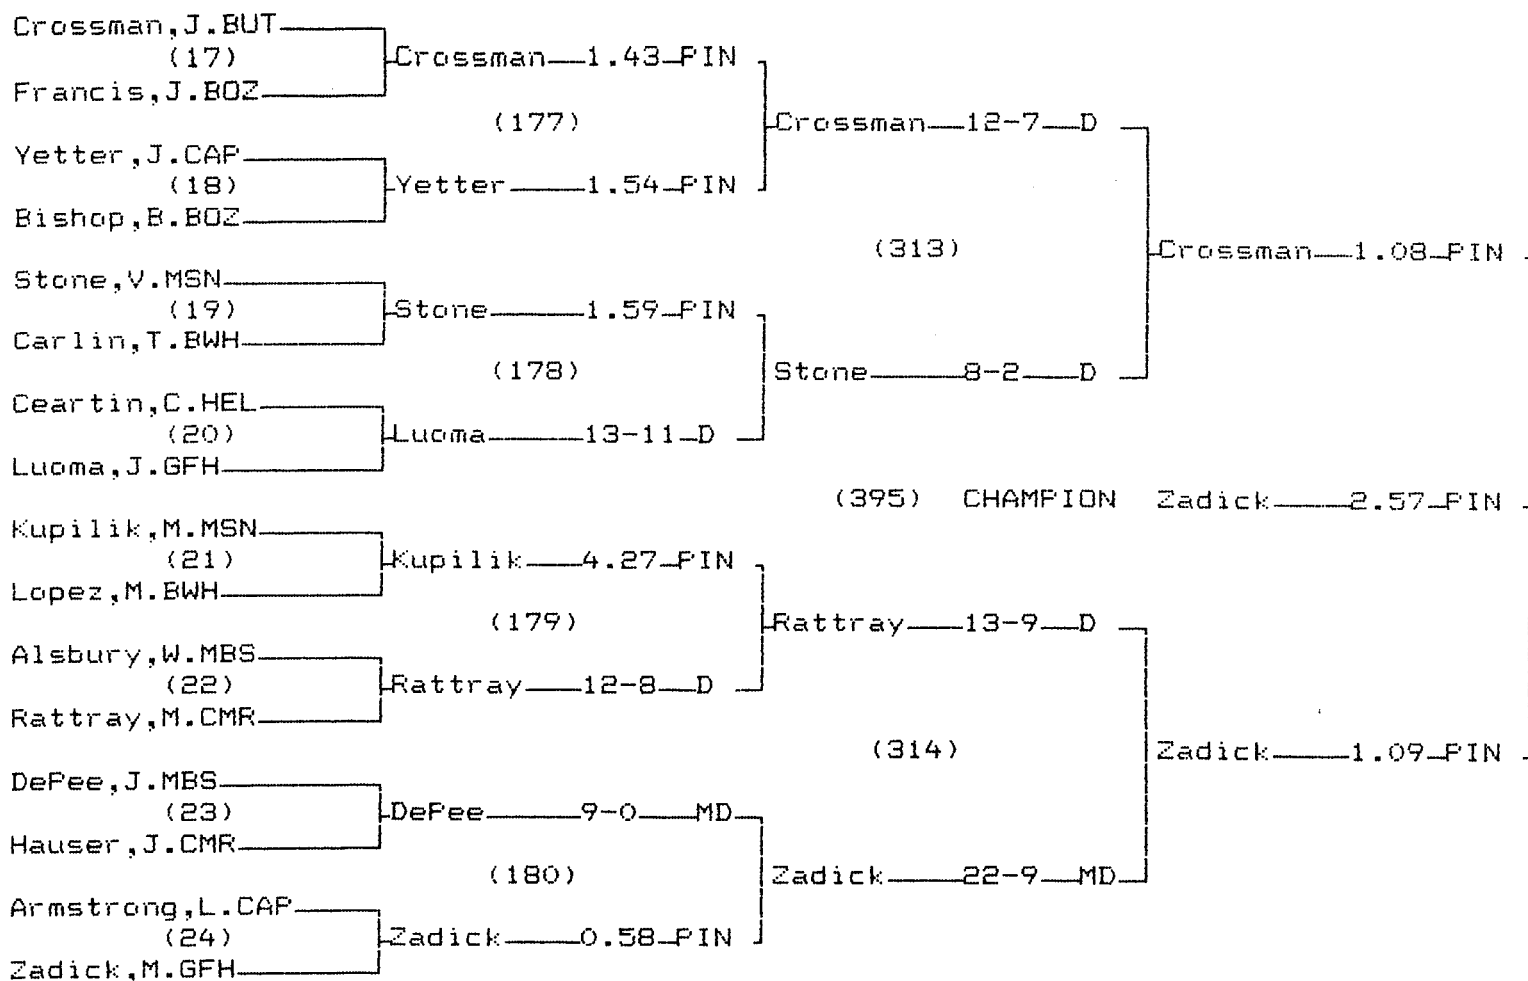 Crossman,J.BUT
(17) Crossman 1.43 PIN
Francis,J.BOZ
(177) Crossman 12-7 D
Yetter,J.CAP
(18) Yetter 1.54 PIN
Bishop,B.BOZ
(313) Crossman 1.08 PIN
Stone,V.MSN
(19) Stone 1.59 PIN
Carlin,T.BWH
(178) Stone 8-2 D
Ceartin,C.HEL
(20) Luoma 13-11 D
Luoma,J.GFH
(395) CHAMPION Zadick 2.57 PIN
Kupilik,M.MSN
(21) Kupilik 4.27 PIN
Lopez,M.BWH
(179) Rattray 13-9 D
Alsbury,W.MBS
(22) Rattray 12-8 D
Rattray,M.CMR
(314) Zadick 1.09 PIN
DePee,J.MBS
(23) DePee 9-0 MD
Hauser,J.CMR
(180) Zadick 22-9 MD
Armstrong,L.CAP
(24) Zadick 0.58 PIN
Zadick,M.GFH